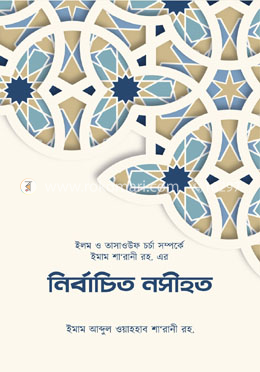 ইলম ও তাসাওউফ চর্চা সম্পর্কে
ইমাম শা'রানী রহ. এর
নির্বাচিত নসীহত
ইমাম আব্দুল ওয়াহহাব শা'রানী রহ.